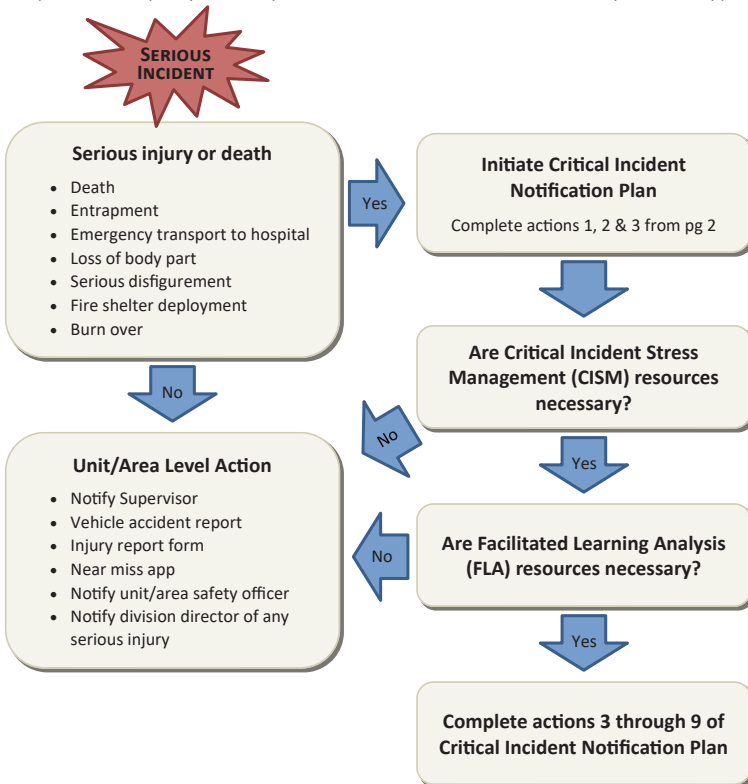 SERIOUS
INCIDENT
Serious injury or death
• Death
• Entrapment
• Emergency transport to hospital
• Loss of body part
• Serious disfigurement
• Fire shelter deployment
• Burn over
Yes
Initiate Critical Incident
Notification Plan
Complete actions 1, 2 & 3 from pg 2
No
Are Critical Incident Stress
Management (CISM) resources
necessary?
No
Yes
Unit/Area Level Action
• Notify Supervisor
• Vehicle accident report
• Injury report form
• Near miss app
• Notify unit/area safety officer
• Notify division director of any
serious injury
No
Are Facilitated Learning Analysis
(FLA) resources necessary?
Yes
Complete actions 3 through 9 of
Critical Incident Notification Plan